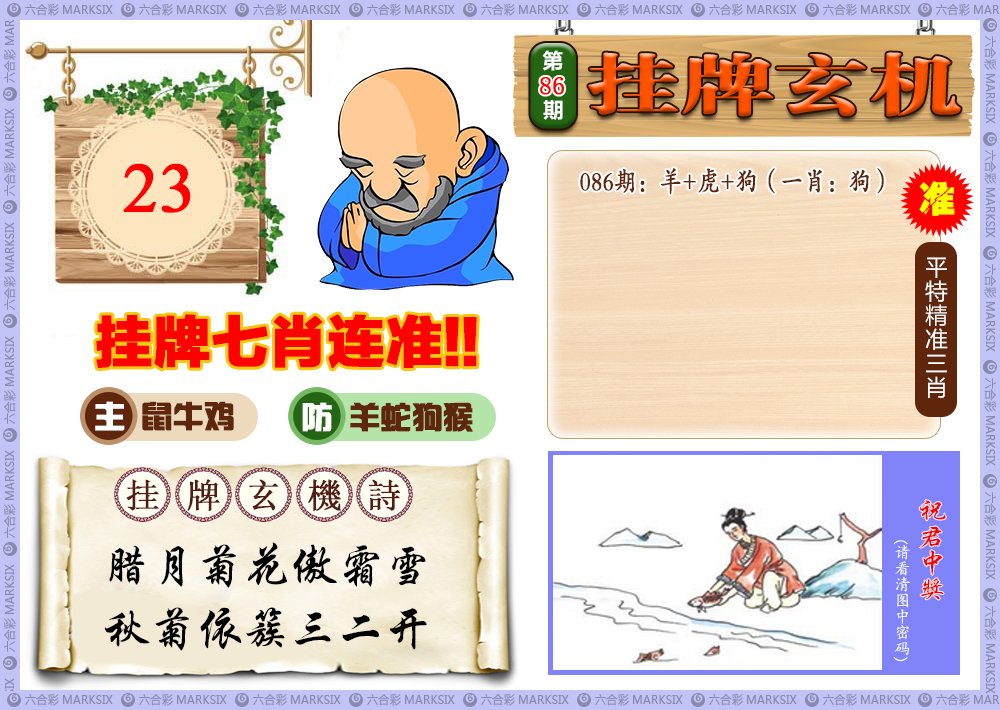 六合彩 MARKSIX
23
挂牌七肖连准!!
主 鼠牛鸡
防 羊蛇狗猴
挂牌玄機詩
腊月菊花傲霜雪
秋菊依簇三二开
第86期
挂牌玄机
086期：羊+虎+狗（一肖：狗）
准
平特精准三肖
祝君中獎
(请看清图中密码)